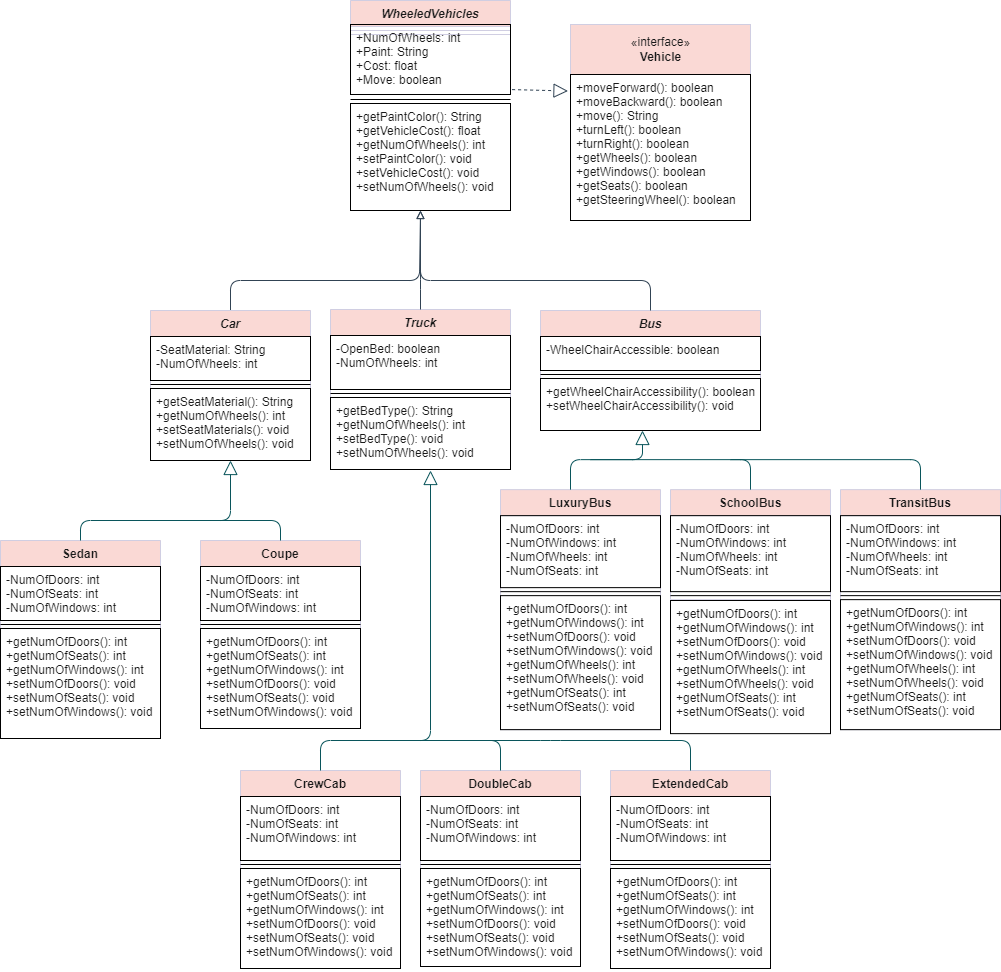 WheeledVehicles
+NumOfWheels: int
+Paint: String
+Cost: float
+Move: boolean
+getPaintColor(): String
+getVehicleCost(): float
+getNumOfWheels(): int
+setPaintColor(): void
+setVehicleCost(): void
+setNumOfWheels(): void
«interface»
Vehicle
+moveForward(): boolean
+moveBackward(): boolean
+move(): String
+turnLeft(): boolean
+turnRight(): boolean
+getWheels(): boolean
+getWindows(): boolean
+getSeats(): boolean
+getSteeringWheel(): boolean
Car
-SeatMaterial: String
-NumOfWheels: int
+getSeatMaterial(): String
+getNumOfWheels(): int
+setSeatMaterials(): void
+setNumOfWheels(): void
Truck
-OpenBed: boolean
-NumOfWheels: int
+getBedType(): String
+getNumOfWheels(): int
+setBedType(): void
+setNumOfWheels(): void
Bus
-WheelChairAccessible: boolean
+getWheelChairAccessibility(): boolean
+setWheelChairAccessibility(): void
Sedan
-NumOfDoors: int
-NumOfSeats: int
-NumOfWindows: int
+getNumOfDoors(): int
+getNumOfSeats(): int
+getNumOfWindows(): int
+setNumOfDoors(): void
+setNumOfSeats(): void
+setNumOfWindows(): void
Coupe
-NumOfDoors: int
-NumOfSeats: int
-NumOfWindows: int
+getNumOfDoors(): int
+getNumOfSeats(): int
+getNumOfWindows(): int
+setNumOfDoors(): void
+setNumOfSeats(): void
+setNumOfWindows(): void
LuxuryBus
-NumOfDoors: int
-NumOfWindows: int
-NumOfWheels: int
-NumOfSeats: int
+getNumOfDoors(): int
+getNumOfWindows(): int
+setNumOfDoors(): void
+setNumOfWindows(): void
+getNumOfWheels(): int
+setNumOfWheels(): void
+getNumOfSeats(): int
+setNumOfSeats(): void
SchoolBus
-NumOfDoors: int
-NumOfWindows: int
-NumOfWheels: int
-NumOfSeats: int
+getNumOfDoors(): int
+getNumOfWindows(): int
+setNumOfDoors(): void
+setNumOfWindows(): void
+getNumOfWheels(): int
+setNumOfWheels(): void
+getNumOfSeats(): int
+setNumOfSeats(): void
TransitBus
-NumOfDoors: int
-NumOfWindows: int
-NumOfWheels: int
-NumOfSeats: int
+getNumOfDoors(): int
+getNumOfWindows(): int
+setNumOfDoors(): void
+setNumOfWindows(): void
+getNumOfWheels(): int
+setNumOfWheels(): void
+getNumOfSeats(): int
+setNumOfSeats(): void
CrewCab
-NumOfDoors: int
-NumOfSeats: int
-NumOfWindows: int
+getNumOfDoors(): int
+getNumOfSeats(): int
+getNumOfWindows(): int
+setNumOfDoors(): void
+setNumOfSeats(): void
+setNumOfWindows(): void
DoubleCab
-NumOfDoors: int
-NumOfSeats: int
-NumOfWindows: int
+getNumOfDoors(): int
+getNumOfSeats(): int
+getNumOfWindow(): int
+setNumOfDoors(): void
+setNumOfSeats(): void
+setNumOfWindows(): void
ExtendedCab
-NumOfDoors: int
-NumOfSeats: int
-NumOfWindows: int
+getNumOfDoors(): int
+getNumOfSeats(): int
+getNumOfWindows(): int
+setNumOfDoors(): void
+setNumOfSeats(): void
+setNumOfWindows(): void